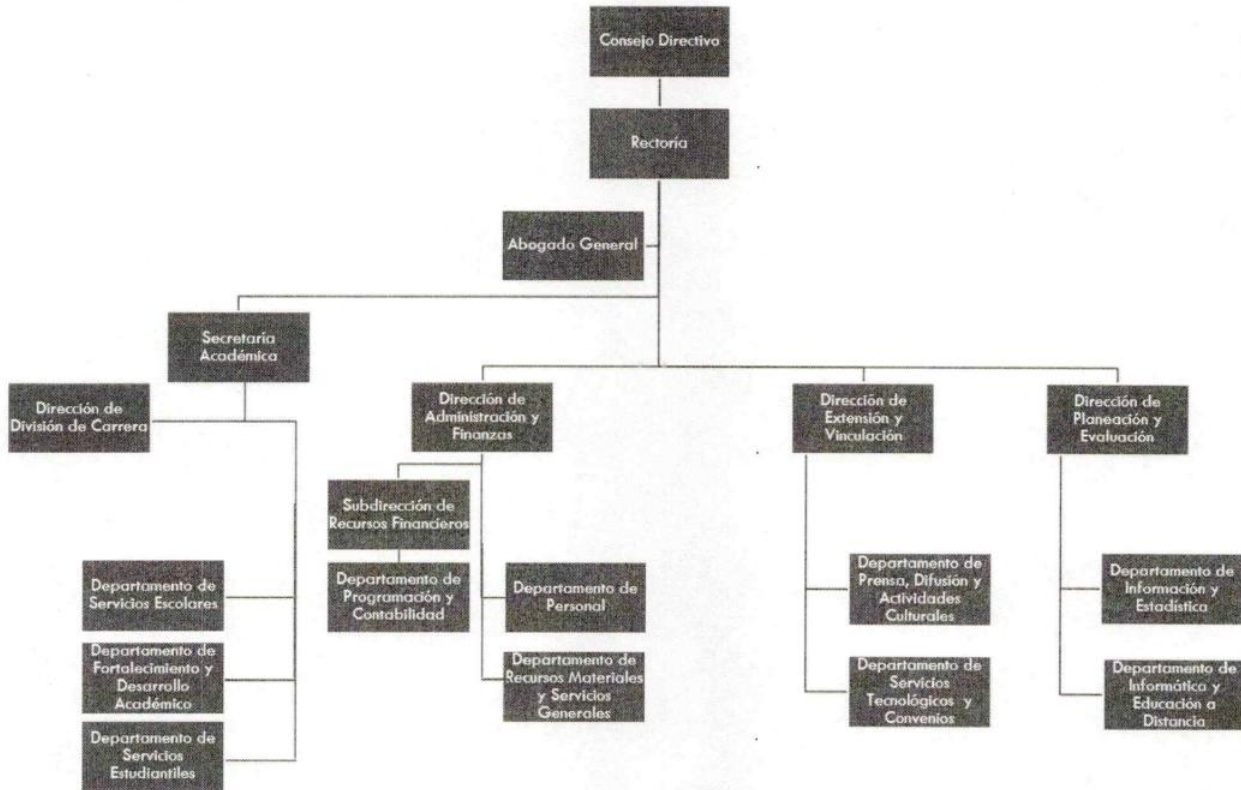 Consejo Directivo
Rectoría
Abogado General
Secretaría
Académica
Dirección de
División de Carrera
Dirección de
Administración y
Finanzas
Dirección de
Extensión y
Vinculación
Dirección de
Planeación y
Evaluación
Subdirección de
Recursos Financieros
Departamento de
Programación y
Contabilidad
Departamento de
Personal
Departamento de
Recursos Materiales
y Servicios
Generales
Departamento de
Servicios Escolares
Departamento de
Fortalecimiento y
Desarrollo
Académico
Departamento de
Servicios
Estudiantiles
Departamento de
Prensa, Difusión y
Actividades
Culturales
Departamento de
Servicios
Tecnológicos y
Convenios
Departamento de
Información y
Estadística
Departamento de
Informática y
Educación a
Distancia